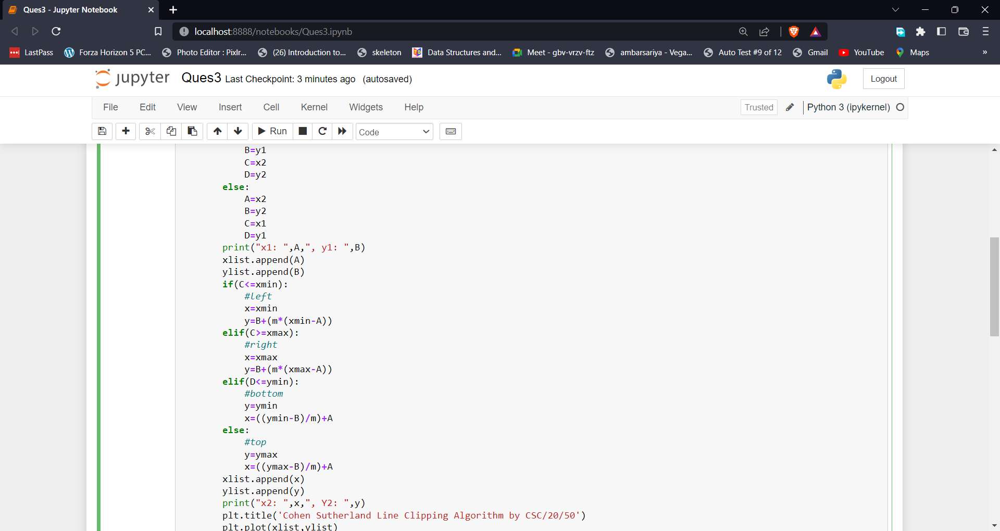 Ques3 - Jupyter Notebook
localhost:8888/notebooks/Ques3.ipynb
LastPass Forza Horizon 5 PC... Photo Editor : Pixlr... (26) Introduction to... skeleton Data Structures and... Meet - gbv-vrzv-ftz ambarsariya - Vega... Auto Test #9 of 12 Gmail YouTube Maps »
jupyter Ques3 Last Checkpoint: 3 minutes ago (autosaved) Logout
File Edit View Insert Cell Kernel Widgets Help Trusted Python 3 (ipykernel)
Run Code
B=y1
C=x2
D=y2
else:
A=x2
B=y2
C=x1
D=y1
print("x1: ",A,", y1: ",B)
xlist.append(A)
ylist.append(B)
if(C<=xmin):
#left
x=xmin
y=B+(m*(xmin-A))
elif(C>=xmax):
#right
x=xmax
y=B+(m*(xmax-A))
elif(D<=ymin):
#bottom
y=ymin
x=((ymin-B)/m)+A
else:
#top
y=ymax
x=((ymax-B)/m)+A
xlist.append(x)
ylist.append(y)
print("x2: ",x,", Y2: ",y)
plt.title('Cohen Sutherland Line Clipping Algorithm by CSC/20/50')
plt.plot(xlist,ylist)